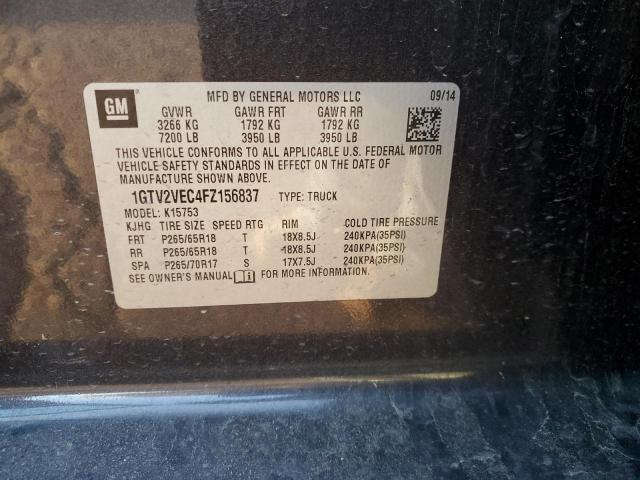 GM
MFD BY GENERAL MOTORS LLC 09/14
GVWR GAWR FRT GAWR RR
3266 KG 1792 KG 1792 KG
7200 LB 3950 LB 3950 LB
THIS VEHICLE CONFORMS TO ALL APPLICABLE U.S. FEDERAL MOTOR
VEHICLE SAFETY STANDARDS IN EFFECT ON THE DATE OF
MANUFACTURE SHOWN ABOVE.
1GTV2VEC4FZ156837 TYPE: TRUCK
MODEL: K15753
KJHG TIRE SIZE SPEED RTG RIM COLD TIRE PRESSURE
FRT P265/65R18 T 18X8.5J 240KPA(35PSI)
RR P265/65R18 T 18X8.5J 240KPA(35PSI)
SPA P265/70R17 S 17X7.5J 240KPA(35PSI)
SEE OWNER'S MANUAL FOR MORE INFORMATION.